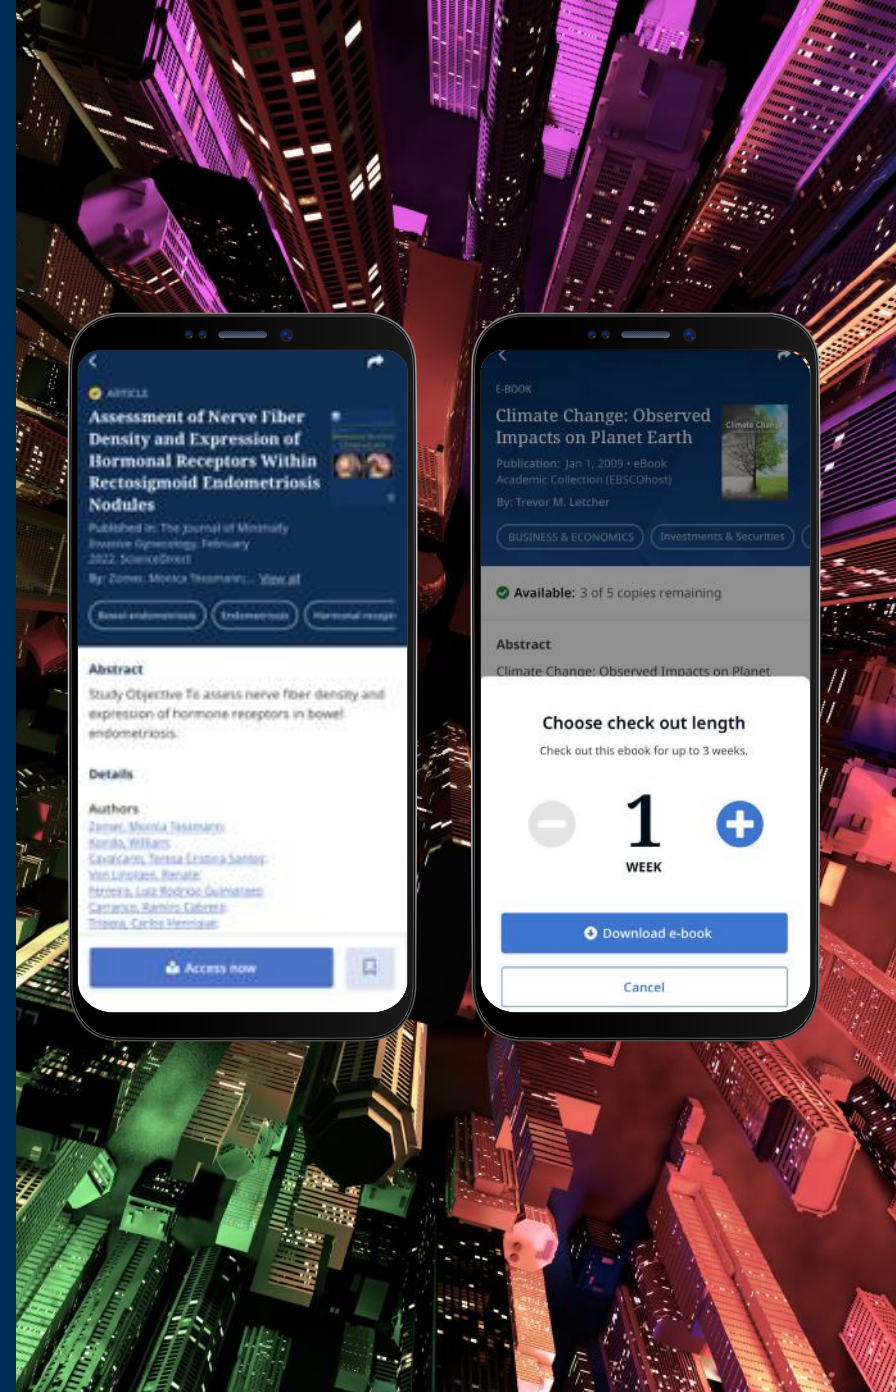 ARTICLE
Assessment of Nerve Fiber
Density and Expression of
Hormonal Receptors Within
Rectosigmoid Endometriosis
Nodules
Published in: The Journal of Minimally
Invasive Gynecology, February
2022, ScienceDirect
By: Zomer, Monica Tessmann;... View all
Bowel endometriosis
Endometriosis
Hormonal recept
Abstract
Study Objective To assess nerve fiber density and
expression of hormone receptors in bowel
endometriosis.
Details
Authors
Zomer, Monica Tessmann;
Kondo, William;
Cavalcanti, Teresa Cristina Santos;
Von Linsingen, Renate;
Ferreira, Luiz Rodrigo Guimaraes;
Carranco, Ramiro Cabrera;
Trippia, Carlos Henrique;
Access now
E-BOOK
Climate Change: Observed
Impacts on Planet Earth
Climate Change
Publication: Jan 1, 2009 • eBook
Academic Collection (EBSCOhost)
By: Trevor M. Letcher
BUSINESS & ECONOMICS
Investments & Securities
Available: 3 of 5 copies remaining
Abstract
Climate Change: Observed Impacts on Planet
Choose check out length
Check out this ebook for up to 3 weeks.
1
WEEK
Download e-book
Cancel